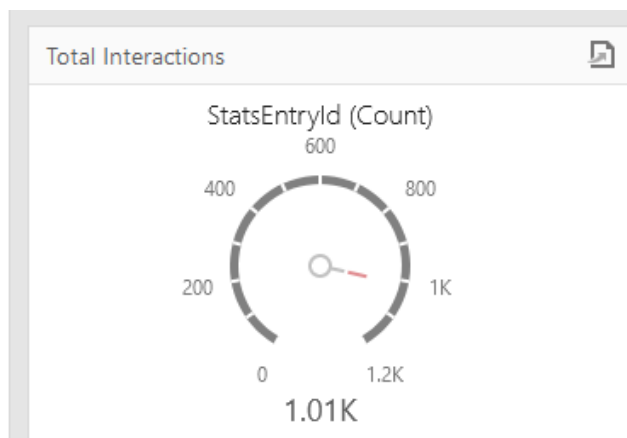 Total Interactions
StatsEntryId (Count)
600
400 800
200 1K
0 1.2K
1.01K